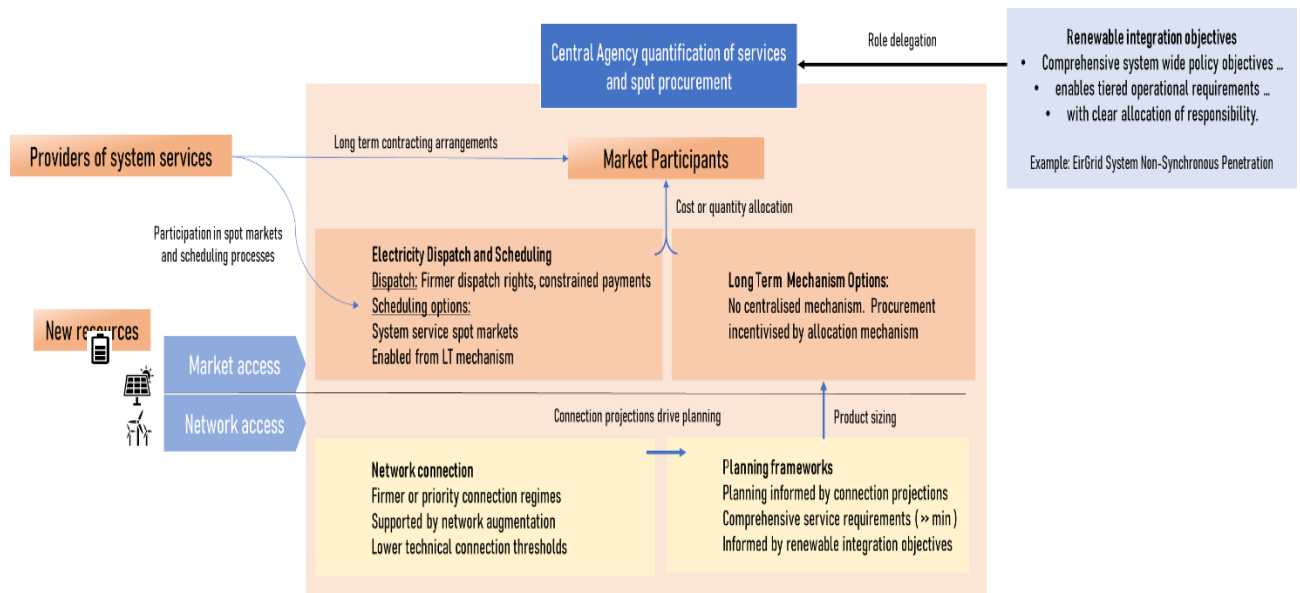 Central Agency quantification of services
and spot procurement
Role delegation
Renewable integration objectives
• Comprehensive system wide policy objectives ...
• enables tiered operational requirements ...
• with clear allocation of responsibility.
Example: EirGrid System Non-Synchronous Penetration
Providers of system services
Long term contracting arrangements
Market Participants
Cost or quantity allocation
Participation in spot markets
and scheduling processes
Electricity Dispatch and Scheduling
Dispatch: Firmer dispatch rights, constrained payments
Scheduling options:
System service spot markets
Enabled from LT mechanism
Long Term Mechanism Options:
No centralised mechanism. Procurement
incentivised by allocation mechanism
New resources
Market access
Network access
Connection projections drive planning
Product sizing
Network connection
Firmer or priority connection regimes
Supported by network augmentation
Lower technical connection thresholds
Planning frameworks
Planning informed by connection projections
Comprehensive service requirements ( >> min )
Informed by renewable integration objectives